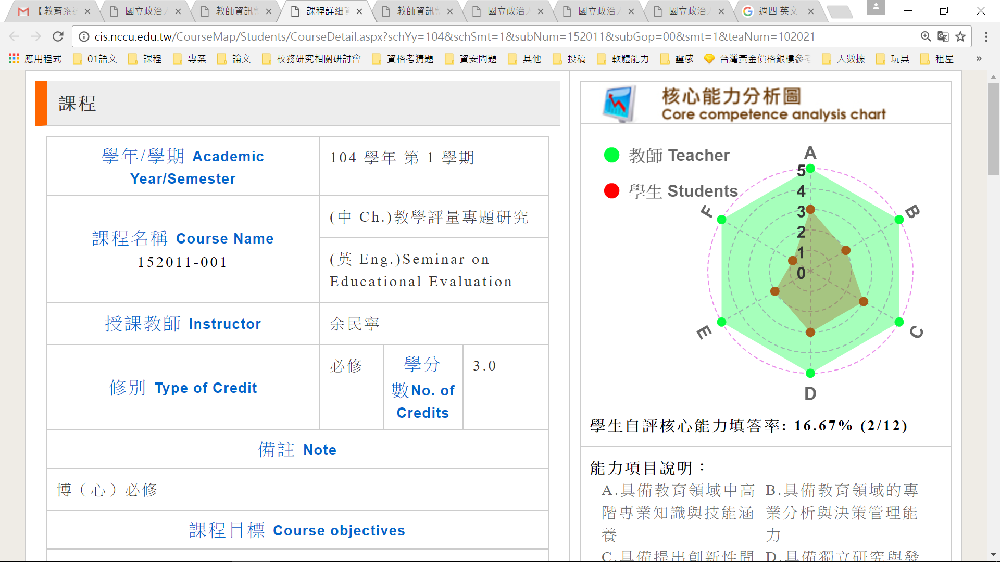 【教育系辺
國立政治大
教師資訊整
課程詳細資
教師資訊整
國立政治大
國立政治大
國立政治大
週四 英文
cis.nccu.edu.tw/CourseMap/Students/CourseDetail.aspx?schYy=104&schSmt=1&subNum=152011&subGop=00&smt=1&teaNum=102021
應用程式 01語文 課程 專案 論文 校務研究相關研討會 資格考猜題 資安問題 其他 投稿 軟體能力 靈感 台灣黃金價格銀樓參考 大數據 玩具 租屋 »
課程
學年/學期 Academic
Year/Semester
104 學年 第 1 學期
課程名稱 Course Name
152011-001
(中 Ch.)教學評量專題研究
(英 Eng.)Seminar on
Educational Evaluation
授課教師 Instructor
余民寧
修別 Type of Credit
必修
學分
數No. of
Credits
3.0
備註 Note
博（心）必修
課程目標 Course objectives
核心能力分析圖
Core competence analysis chart
教師 Teacher
學生 Students
A
B
C
D
E
F
5
4
3
2
1
0
學生自評核心能力填答率: 16.67% (2/12)
能力項目說明：
A.具備教育領域中高
階專業知識與技能涵
養
B.具備教育領域的專
業分析與決策管理能
力
C.具備提出創新性問
D.具備獨立研究與發